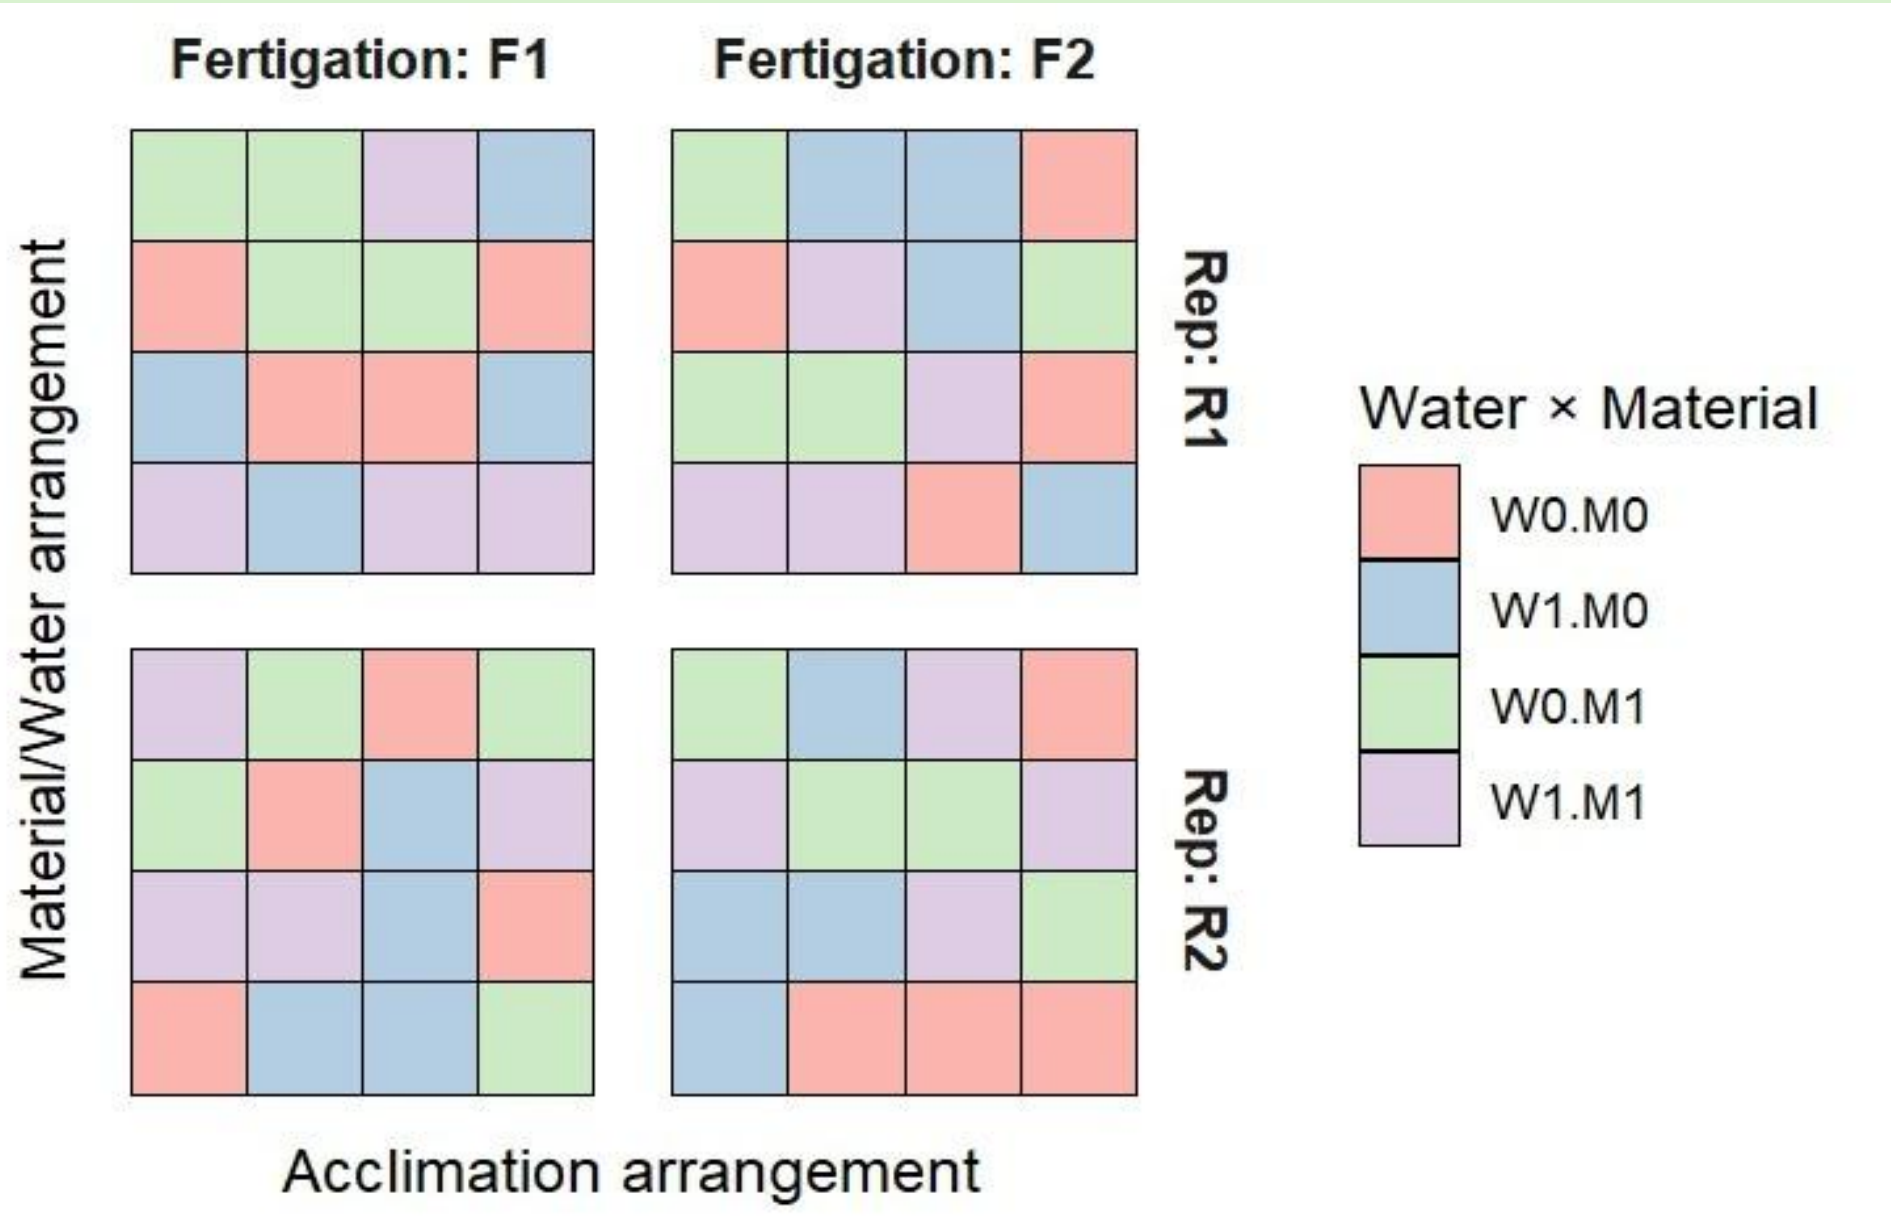 Fertigation: F1
Fertigation: F2
Material/Water arrangement
Rep: R1
Rep: R2
Acclimation arrangement
Water × Material
W0.M0
W1.M0
W0.M1
W1.M1